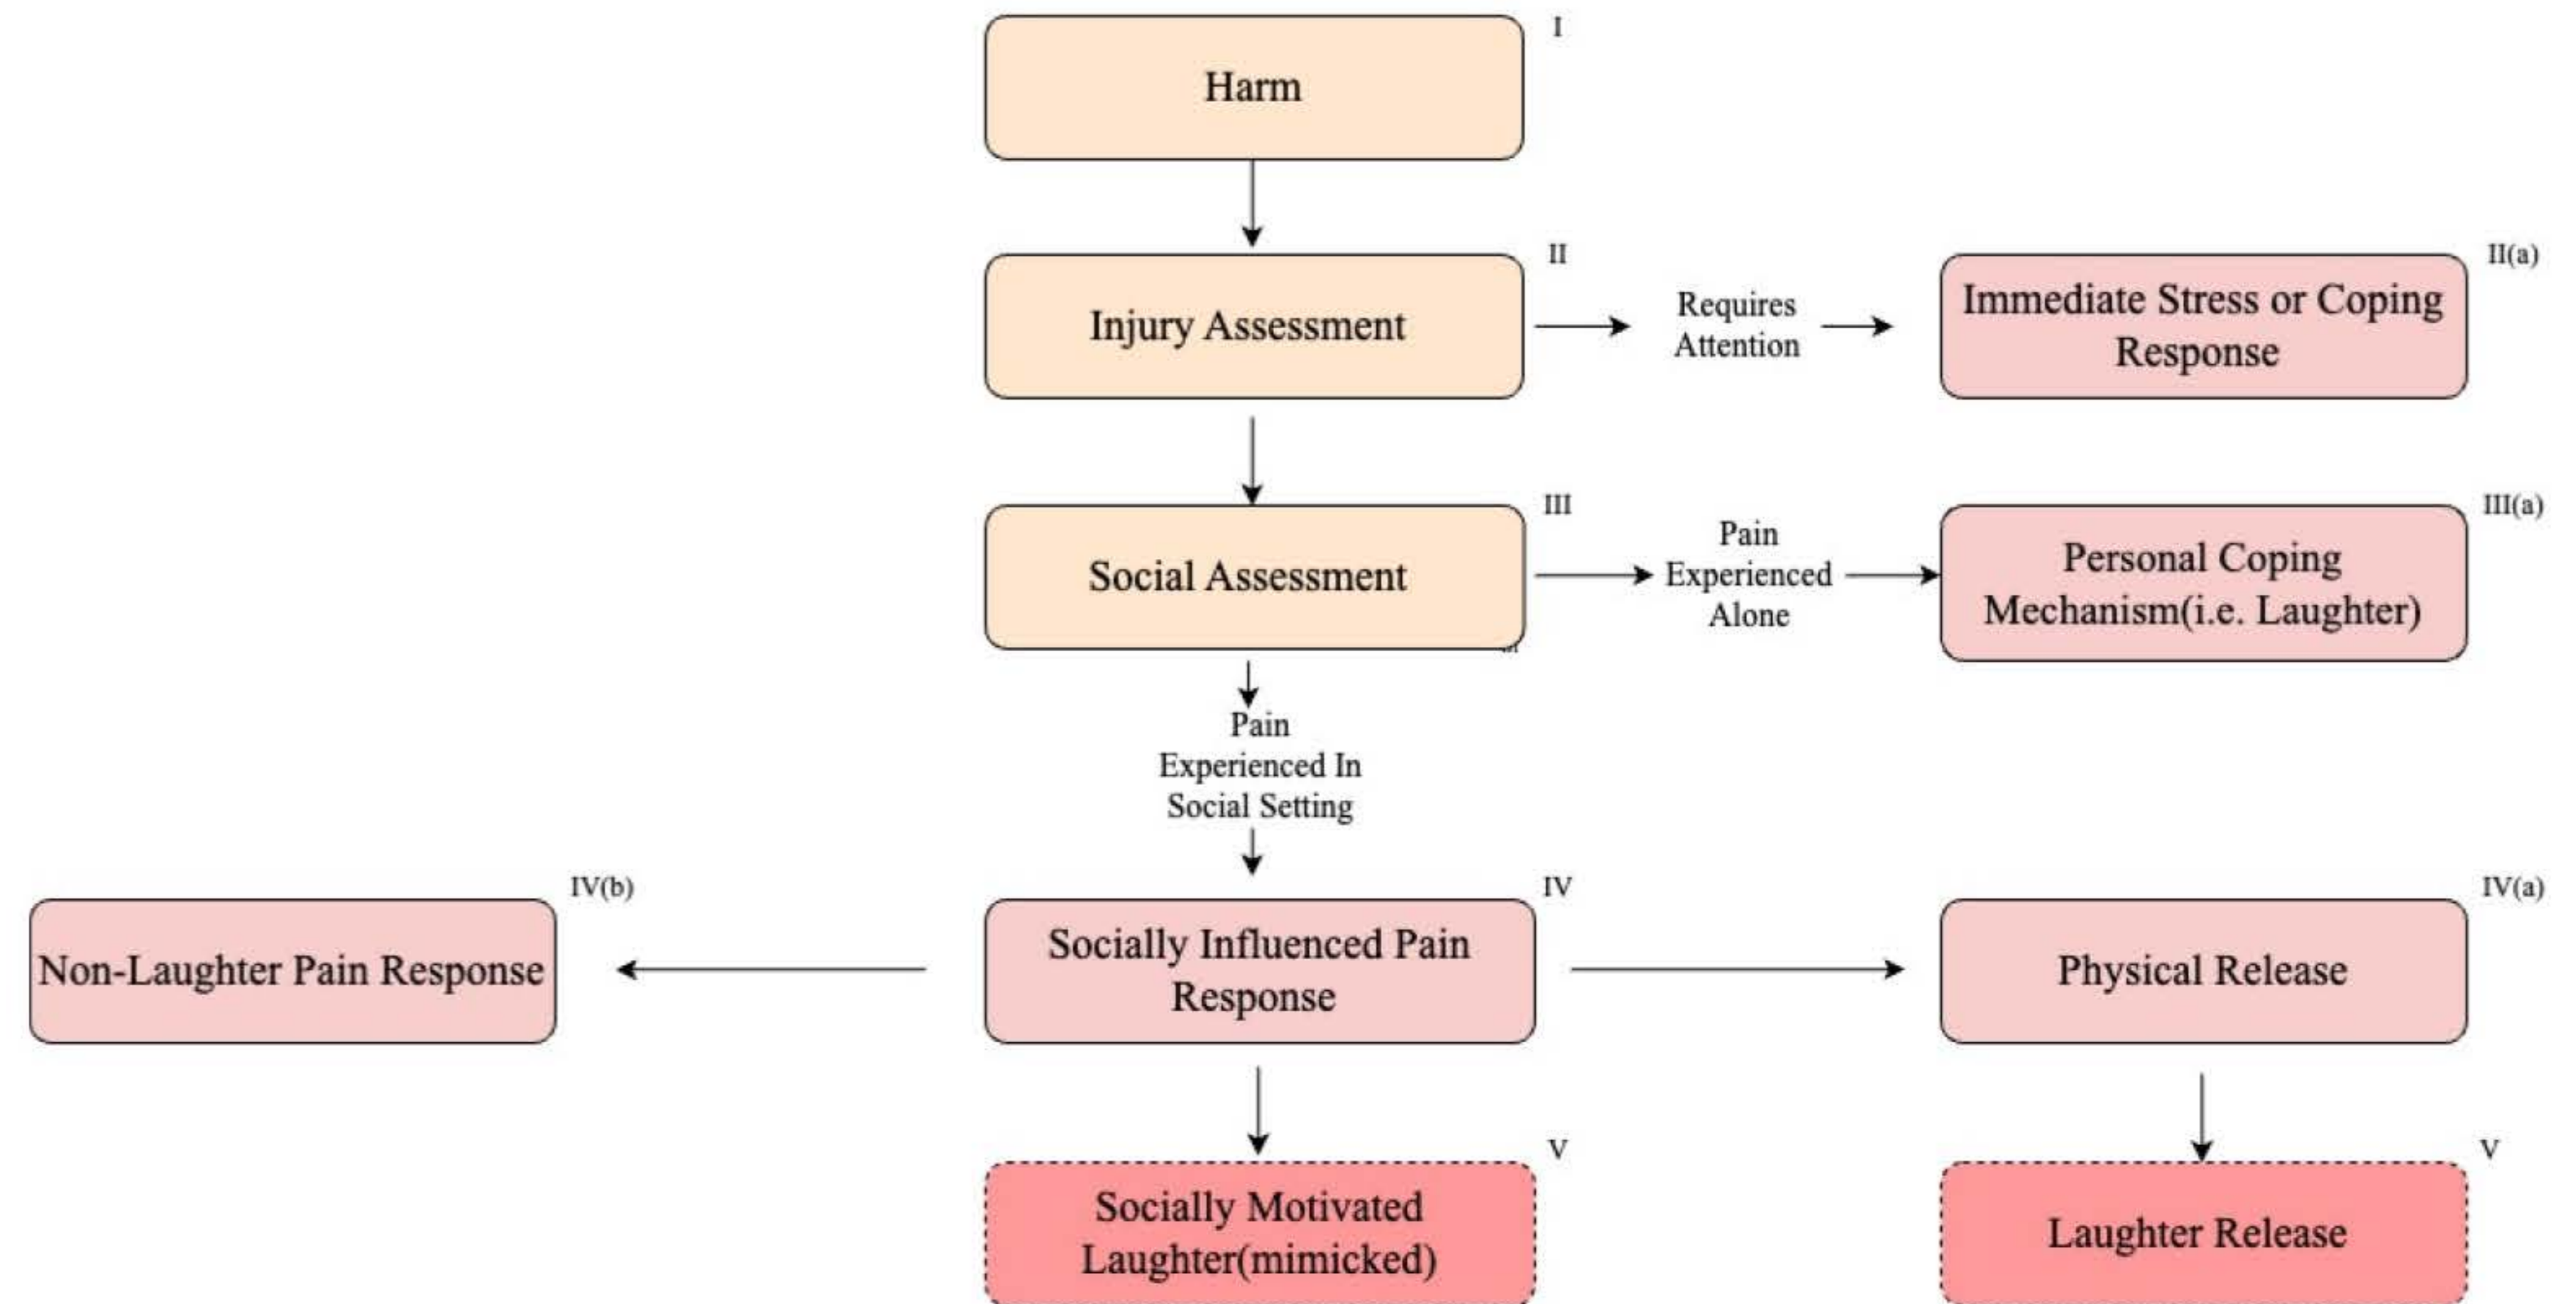 I
Harm
II
Injury Assessment
Requires
Attention
II(a)
Immediate Stress or Coping
Response
III
Social Assessment
Pain
Experienced
Alone
III(a)
Personal Coping
Mechanism(i.e. Laughter)
Pain
Experienced In
Social Setting
IV(b)
Non-Laughter Pain Response
IV
Socially Influenced Pain
Response
IV(a)
Physical Release
V
Socially Motivated
Laughter(mimicked)
V
Laughter Release